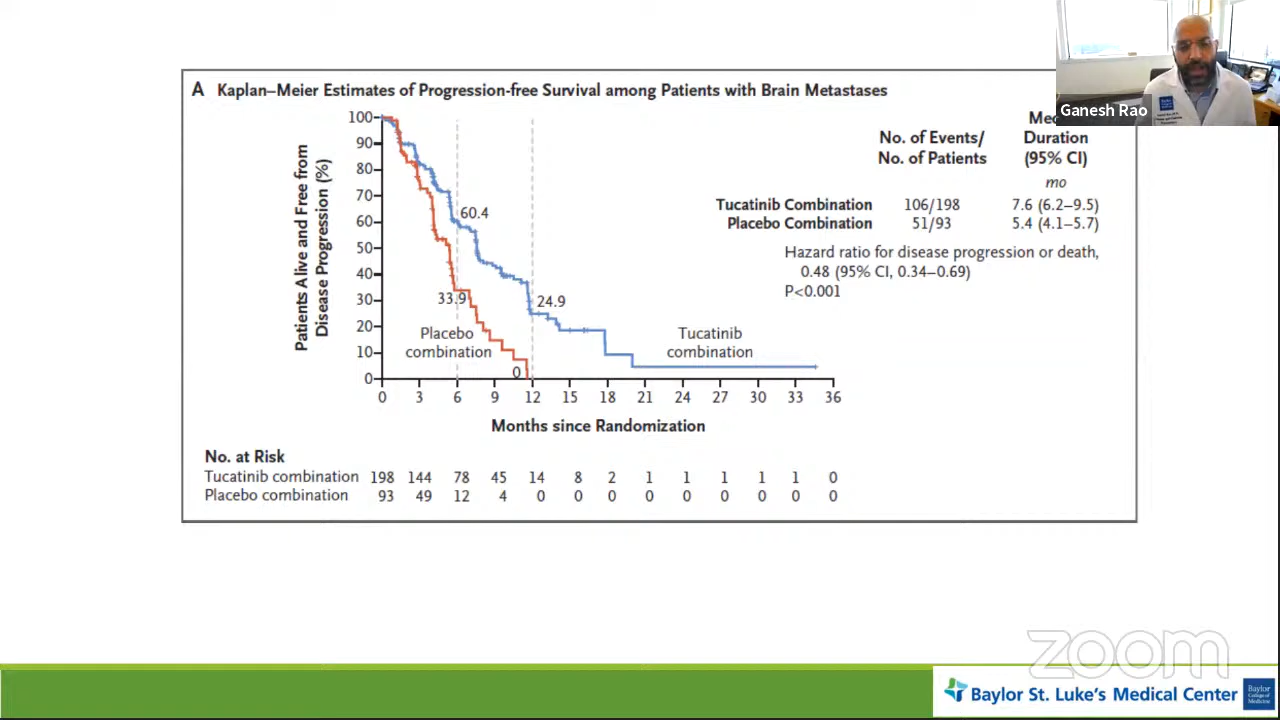 Ganesh Rao
A Kaplan–Meier Estimates of Progression-free Survival among Patients with Brain Metastases
Patients Alive and Free from
Disease Progression (%)
100
90
80
70
60
50
40
30
20
10
0
60.4
33.9
24.9
0
Placebo
combination
Tucatinib
combination
0 3 6 9 12 15 18 21 24 27 30 33 36
Months since Randomization
No. of Events/
No. of Patients
Duration
(95% CI)
mo
Tucatinib Combination 106/198 7.6 (6.2–9.5)
Placebo Combination 51/93 5.4 (4.1–5.7)
Hazard ratio for disease progression or death,
0.48 (95% CI, 0.34–0.69)
P<0.001
No. at Risk
Tucatinib combination 198 144 78 45 14 8 2 1 1 1 1 1 0
Placebo combination 93 49 12 4 0 0 0 0 0 0 0 0 0
zoom
Baylor St. Luke's Medical Center
Baylor
College of
Medicine